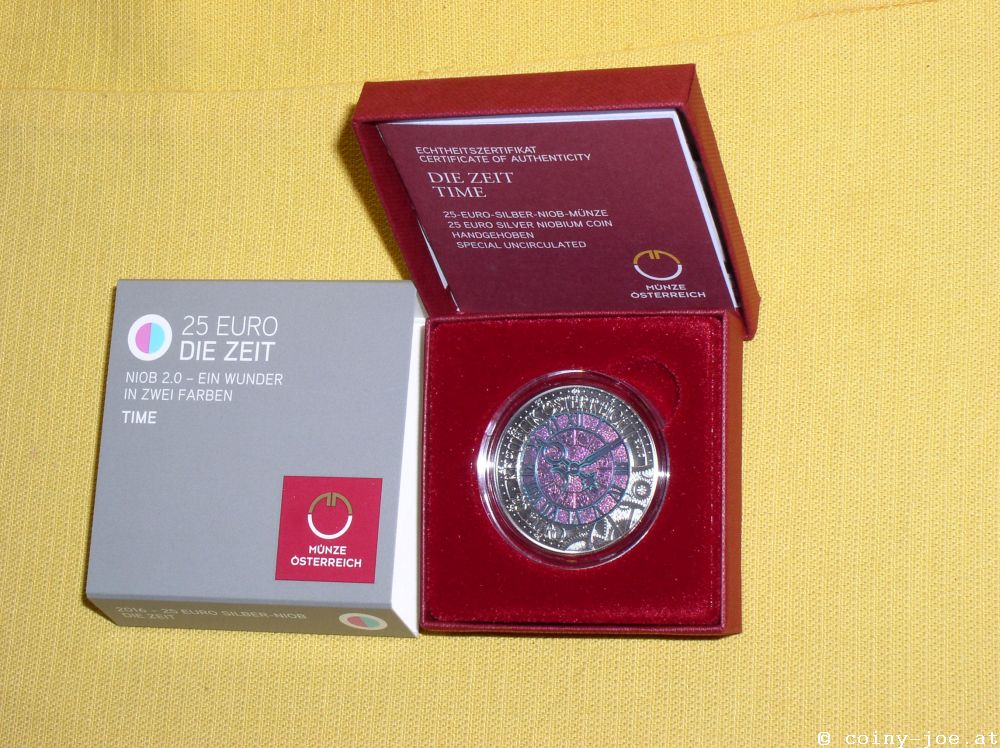 ECHTHEITSZERTIFIKAT
CERTIFICATE OF AUTHENTICITY
DIE ZEIT
TIME
25-EURO-SILBER-NIOB-MÜNZE
25 EURO SILVER NIOBIUM COIN
HANDGEHOBEN
SPECIAL UNCIRCULATED
MÜNZE
ÖSTERREICH
25 EURO
DIE ZEIT
NIOB 2.0 – EIN WUNDER
IN ZWEI FARBEN
TIME
MÜNZE
ÖSTERREICH
2016 – 25 EURO SILBER-NIOB
DIE ZEIT
ÖSTERREICH
© coiny-joe.at